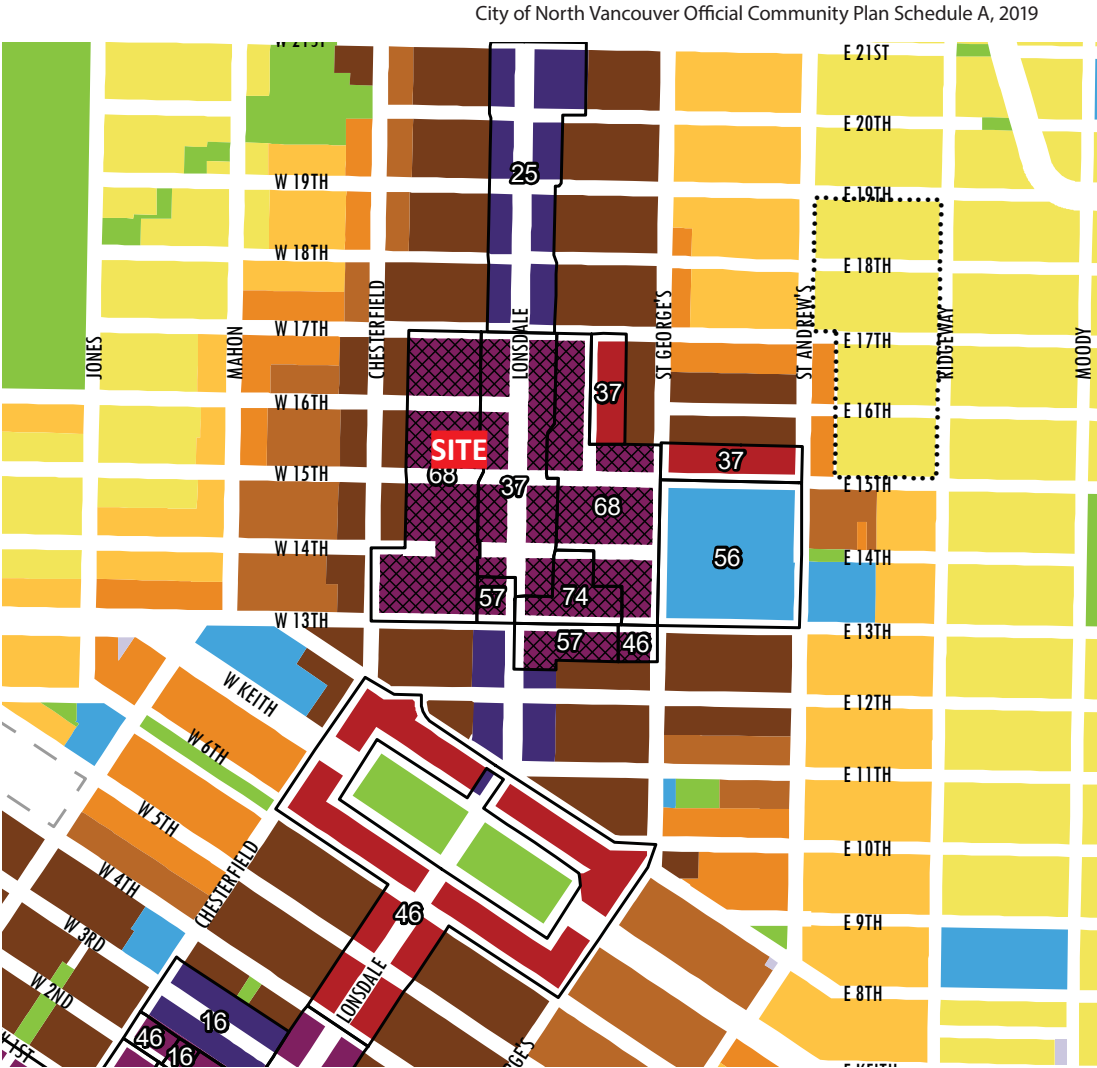 City of North Vancouver Official Community Plan Schedule A, 2019
W 21ST
E 21ST
E 20TH
25
W 19TH
E 19TH
W 18TH
E 18TH
CHESTERFIELD
LONSDALE
ST GEORGE'S
ST ANDREW'S
W 17TH
E 17TH
JONES
MAHON
RIDGEWAY
MOODY
37
W 16TH
E 16TH
SITE
68
37
W 15TH
37
E 15TH
68
W 14TH
56
E 14TH
57
74
W 13TH
E 13TH
57
46
W KEITH
E 12TH
W 6TH
E 11TH
W 5TH
E 10TH
W 4TH
CHESTERFIELD
46
E 9TH
W 3RD
W 2ND
LONSDALE
E 8TH
16
46
16
W 1ST
E KEITH